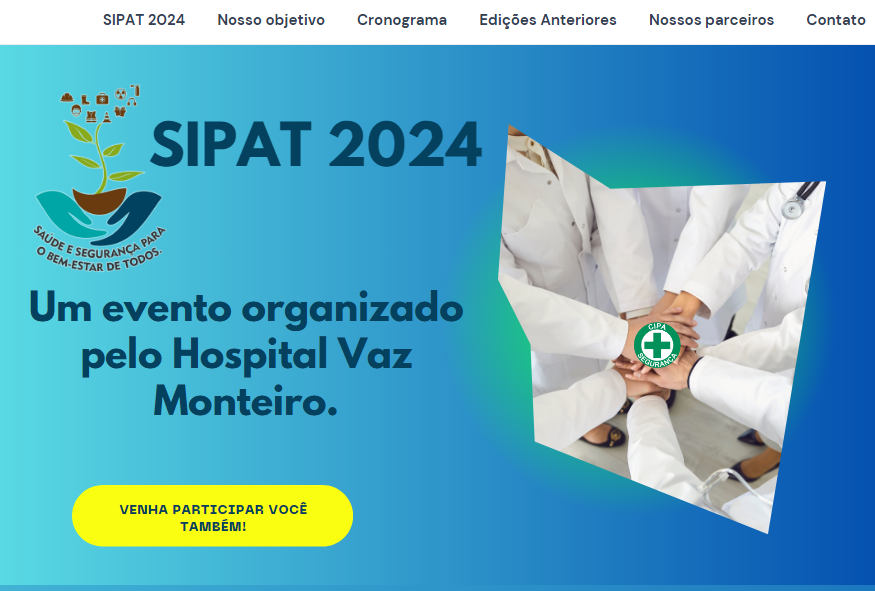 SIPAT 2024
Nosso objetivo
Cronograma
Edições Anteriores
Nossos parceiros
Contato
SIPAT 2024
SAÚDE E SEGURANÇA PARA
O BEM-ESTAR DE TODOS.
Um evento organizado
pelo Hospital Vaz
Monteiro.
CIPA
SEGURANÇA
VENHA PARTICIPAR VOCÊ
TAMBÉM!